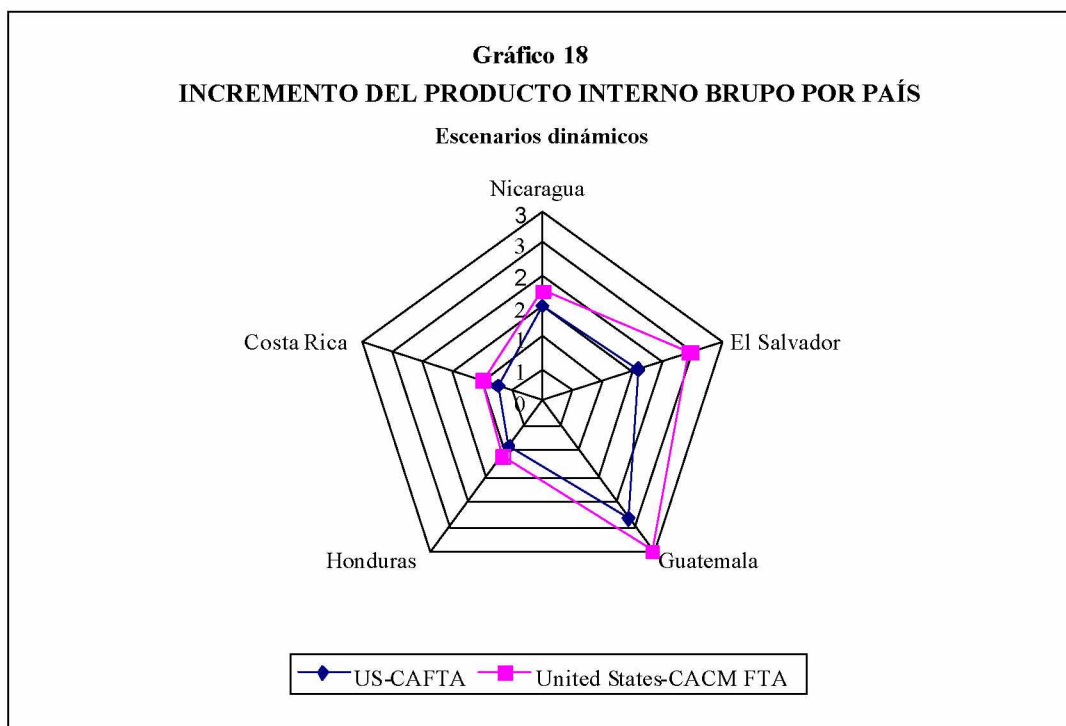 Gráfico 18
INCREMENTO DEL PRODUCTO INTERNO BRUPO POR PAÍS
Escenarios dinámicos
Nicaragua
3
3
2
2
1
1
0
Costa Rica
El Salvador
Honduras
Guatemala
US-CAFTA
United States-CACM FTA